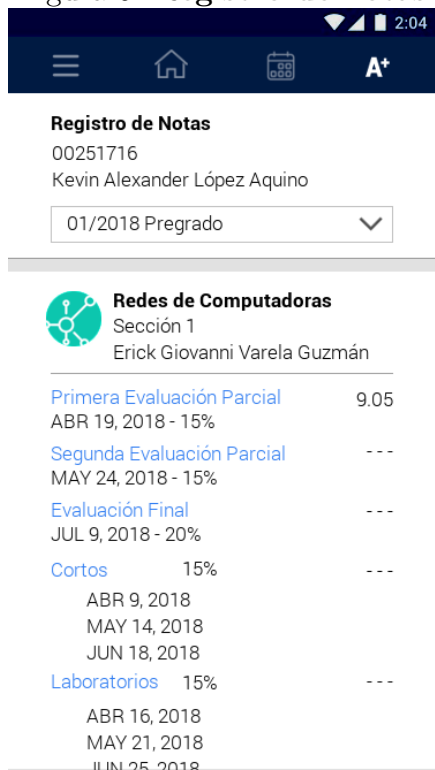 2:04
A+
Registro de Notas
00251716
Kevin Alexander López Aquino
01/2018 Pregrado
Redes de Computadoras
Sección 1
Erick Giovanni Varela Guzmán
Primera Evaluación Parcial 9.05
ABR 19, 2018 - 15%
Segunda Evaluación Parcial ---
MAY 24, 2018 - 15%
Evaluación Final ---
JUL 9, 2018 - 20%
Cortos 15% ---
ABR 9, 2018
MAY 14, 2018
JUN 18, 2018
Laboratorios 15% ---
ABR 16, 2018
MAY 21, 2018
JUN 25, 2018